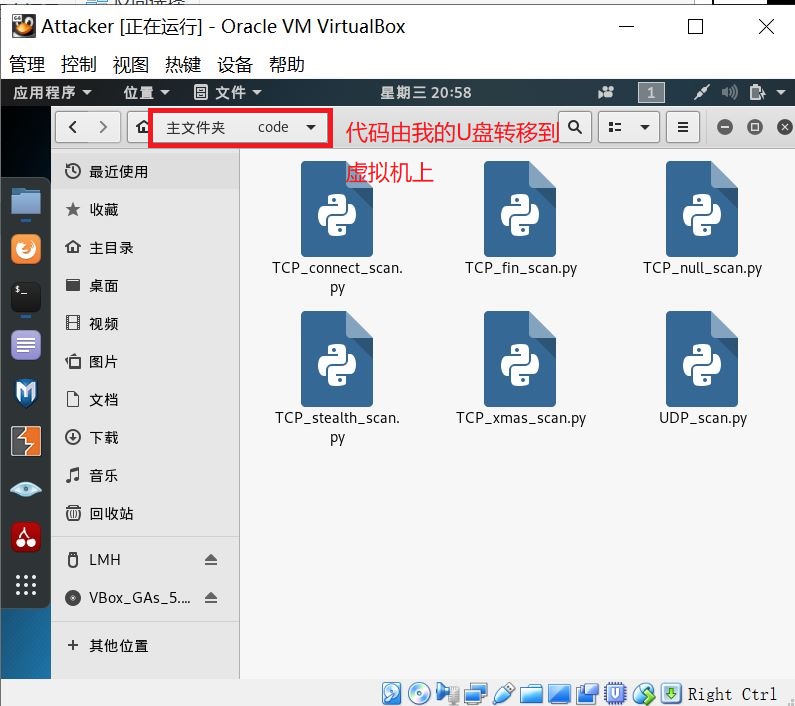 Attacker [正在运行] - Oracle VM VirtualBox
管理 控制 视图 热键 设备 帮助
应用程序 位置 文件 星期三 20:58 1
主文件夹 code
代码由我的U盘转移到
虚拟机上
最近使用
收藏
主目录
桌面
视频
图片
文档
下载
音乐
回收站
LMH
VBox_GAs_5....
其他位置
TCP_connect_scan.
py
TCP_fin_scan.py
TCP_null_scan.py
TCP_stealth_scan.
py
TCP_xmas_scan.py
UDP_scan.py
Right Ctrl